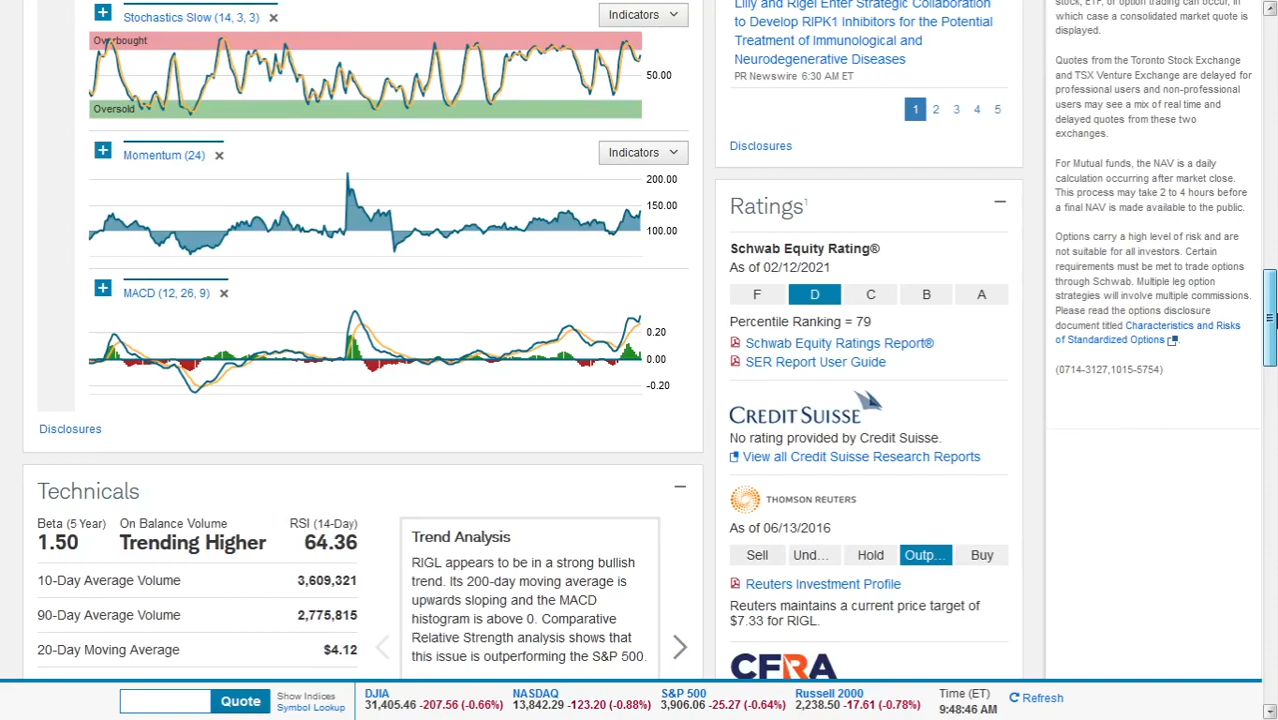 Stochastics Slow (14, 3, 3)
Indicators
Overbought
50.00
Oversold
Momentum (24)
Indicators
200.00
150.00
100.00
MACD (12, 26, 9)
0.20
0.00
-0.20
Disclosures
Technicals
Beta (5 Year)
1.50
On Balance Volume
Trending Higher
RSI (14-Day)
64.36
10-Day Average Volume 3,609,321
90-Day Average Volume 2,775,815
20-Day Moving Average $4.12
Trend Analysis
RIGL appears to be in a strong bullish
trend. Its 200-day moving average is
upwards sloping and the MACD
histogram is above 0. Comparative
Relative Strength analysis shows that
this issue is outperforming the S&P 500.
Lilly and Rigel Enter Strategic Collaboration
to Develop RIPK1 Inhibitors for the Potential
Treatment of Immunological and
Neurodegenerative Diseases
PR Newswire 6:30 AM ET
1 2 3 4 5
Disclosures
Ratings1
Schwab Equity Rating®
As of 02/12/2021
F D C B A
Percentile Ranking = 79
Schwab Equity Ratings Report®
SER Report User Guide
CREDIT SUISSE
No rating provided by Credit Suisse.
View all Credit Suisse Research Reports
THOMSON REUTERS
As of 06/13/2016
Sell Und... Hold Outp... Buy
Reuters Investment Profile
Reuters maintains a current price target of
$7.33 for RIGL.
CFRA
stock, ETF, or option trading can occur, in
which case a consolidated market quote is
displayed.
Quotes from the Toronto Stock Exchange
and TSX Venture Exchange are delayed for
professional users and non-professional
users may see a mix of real time and
delayed quotes from these two
exchanges.
For Mutual funds, the NAV is a daily
calculation occurring after market close.
This process may take 2 to 4 hours before
a final NAV is made available to the public.
Options carry a high level of risk and are
not suitable for all investors. Certain
requirements must be met to trade options
through Schwab. Multiple leg option
strategies will involve multiple commissions.
Please read the options disclosure
document titled Characteristics and Risks
of Standardized Options.
(0714-3127,1015-5754)
Quote
Show Indices
Symbol Lookup
DJIA
31,405.46 -207.56 (-0.66%)
NASDAQ
13,842.29 -123.20 (-0.88%)
S&P 500
3,906.06 -25.27 (-0.64%)
Russell 2000
2,238.50 -17.61 (-0.78%)
Time (ET)
9:48:46 AM
Refresh